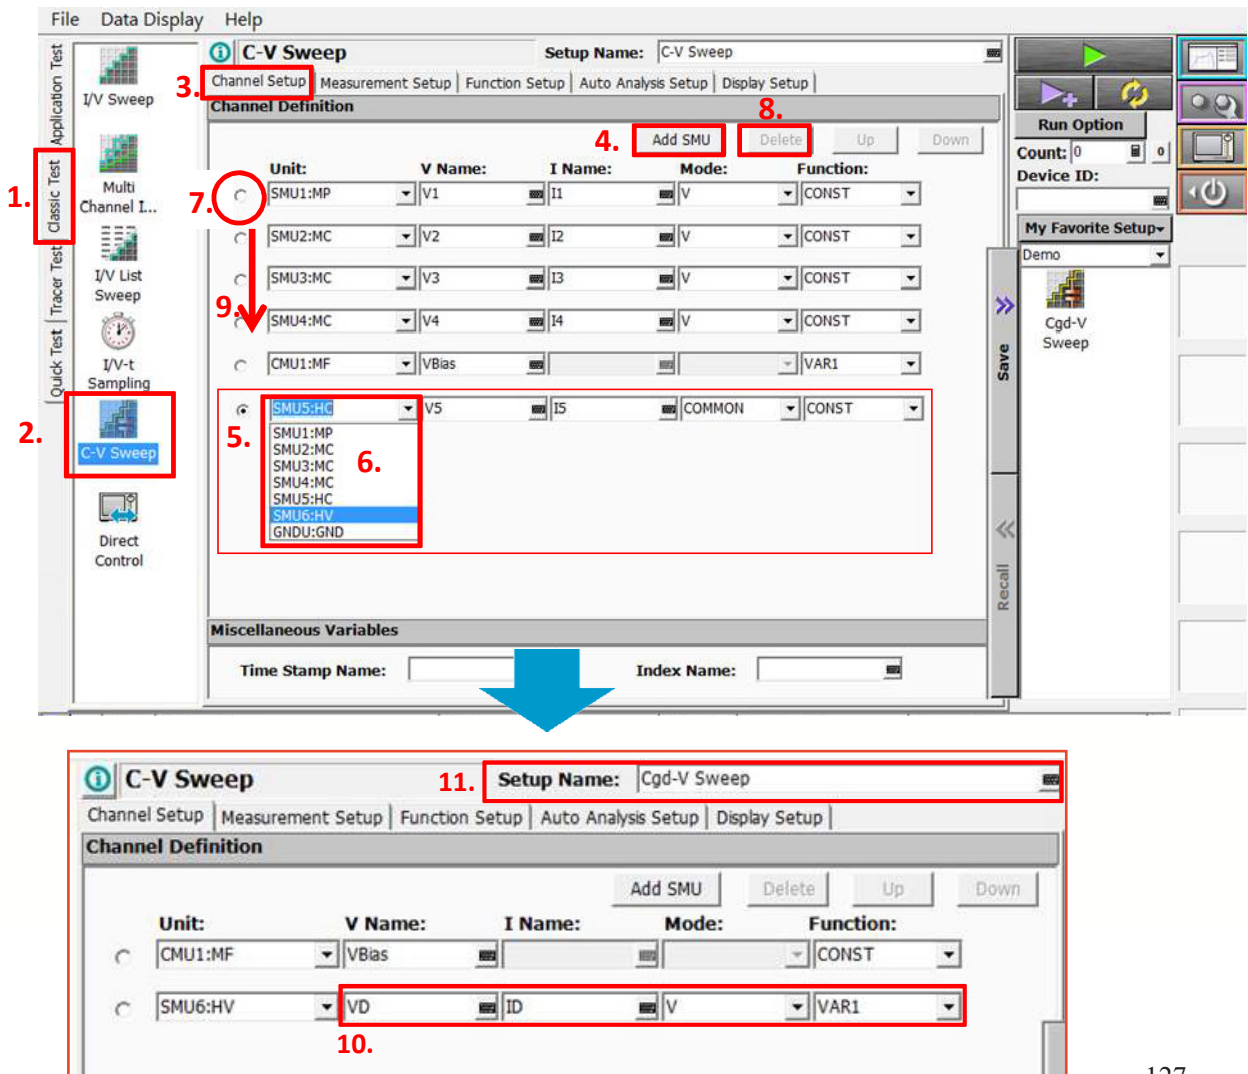 File Data Display Help
Application Test
Classic Test
Tracer Test
Quick Test
1.
I/V Sweep
Multi
Channel I...
I/V List
Sweep
I/V-t
Sampling
2.
C-V Sweep
Direct
Control
C-V Sweep Setup Name: C-V Sweep
3. Channel Setup Measurement Setup Function Setup Auto Analysis Setup Display Setup
Channel Definition
8.
4. Add SMU Delete Up Down
Unit: V Name: I Name: Mode: Function:
7. SMU1:MP V1 I1 V CONST
SMU2:MC V2 I2 V CONST
SMU3:MC V3 I3 V CONST
9. SMU4:MC V4 I4 V CONST
CMU1:MF VBias VAR1
SMU5:HC V5 I5 COMMON CONST
5.
6.
SMU1:MP
SMU2:MC
SMU3:MC
SMU4:MC
SMU5:HC
SMU6:HV
GNDU:GND
Miscellaneous Variables
Time Stamp Name: Index Name:
Save
Recall
Run Option
Count: 0 0
Device ID:
My Favorite Setup
Demo
Cgd-V
Sweep
C-V Sweep 11. Setup Name: Cgd-V Sweep
Channel Setup Measurement Setup Function Setup Auto Analysis Setup Display Setup
Channel Definition
Add SMU Delete Up Down
Unit: V Name: I Name: Mode: Function:
CMU1:MF VBias CONST
SMU6:HV VD ID V VAR1
10.